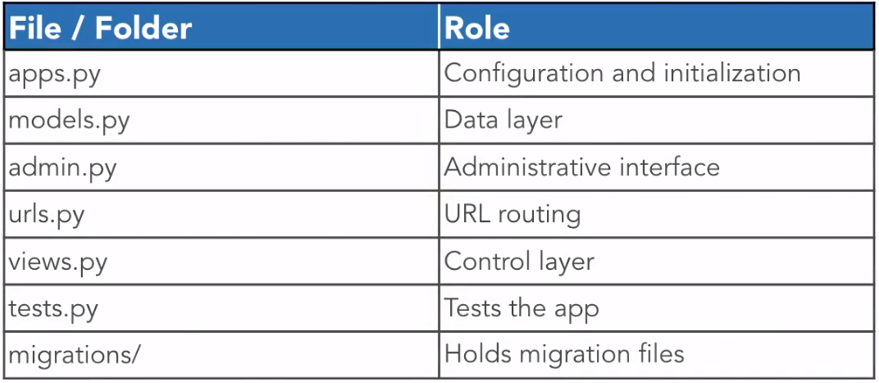 File / Folder Role
apps.py Configuration and initialization
models.py Data layer
admin.py Administrative interface
urls.py URL routing
views.py Control layer
tests.py Tests the app
migrations/ Holds migration files